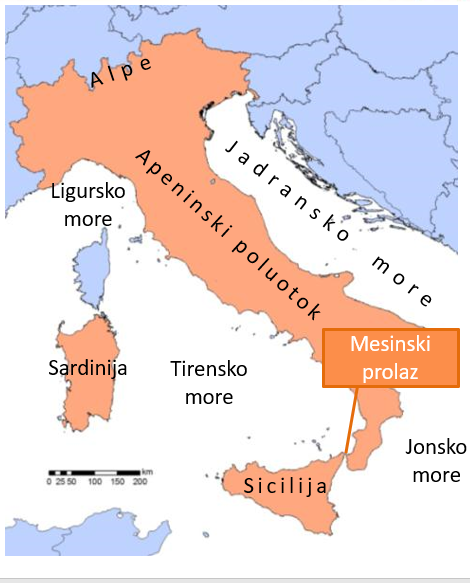 Alpe
Jadransko more
Apeninski poluotok
Ligursko
more
Mesinski
prolaz
Sardinija
Tirensko
more
Jonsko
more
km
0 25 50 100 150 200
Sicilija